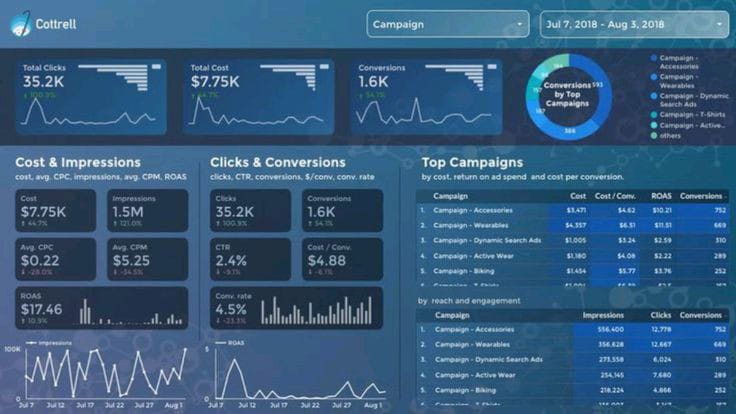 Cottrell
Campaign
Jul 7, 2018 - Aug 3, 2018
Total Clicks
35.2K
100.9%
Total Cost
$7.75K
44.7%
Conversions
1.6K
54.1%
Conversions
by Top
Campaigns
593
388
187
157
Campaign -
Accessories
Campaign -
Wearables
Campaign - Dynamic
Search Ads
Campaign - T-Shirts
Campaign - Active...
others
Cost & Impressions
cost, avg. CPC, impressions, avg. CPM, ROAS
Cost
$7.75K
44.7%
Impressions
1.5M
121.0%
Avg. CPC
$0.22
-28.0%
Avg. CPM
$5.25
-34.5%
ROAS
$17.46
10.9%
Impressions
100K
0
Jul 7 Jul 12 Jul 17 Jul 22 Jul 27 Aug 1
Clicks & Conversions
clicks, CTR, conversions, $/conv, conv. rate
Clicks
35.2K
100.9%
Conversions
1.6K
54.1%
CTR
2.4%
-9.1%
Cost / Conv.
$4.88
-6.1%
Conv. rate
4.5%
-23.3%
ROAS
5
0
Jul 7 Jul 12 Jul 17 Jul 22 Jul 27 Aug 1
Top Campaigns
by cost, return on ad spend and cost per conversion.
Campaign Cost Cost / Conv. ROAS Conversions
1. Campaign - Accessories $3,471 $4.62 $10.21 752
2. Campaign - Wearables $4,357 $6.51 $11.51 669
3. Campaign - Dynamic Search Ads $1,005 $3.24 $2.59 310
4. Campaign - Active Wear $1,180 $4.08 $2.22 289
5. Campaign - Biking $1,454 $5.77 $3.76 252
by reach and engagement
Campaign Impressions Clicks Conversions
1. Campaign - Accessories 556,400 12,778 752
2. Campaign - Wearables 356,628 12,667 669
3. Campaign - Dynamic Search Ads 273,558 6,024 310
4. Campaign - Active Wear 254,145 7,680 289
5. Campaign - Biking 218,224 4,866 252
6. Campaign - T-Shirts